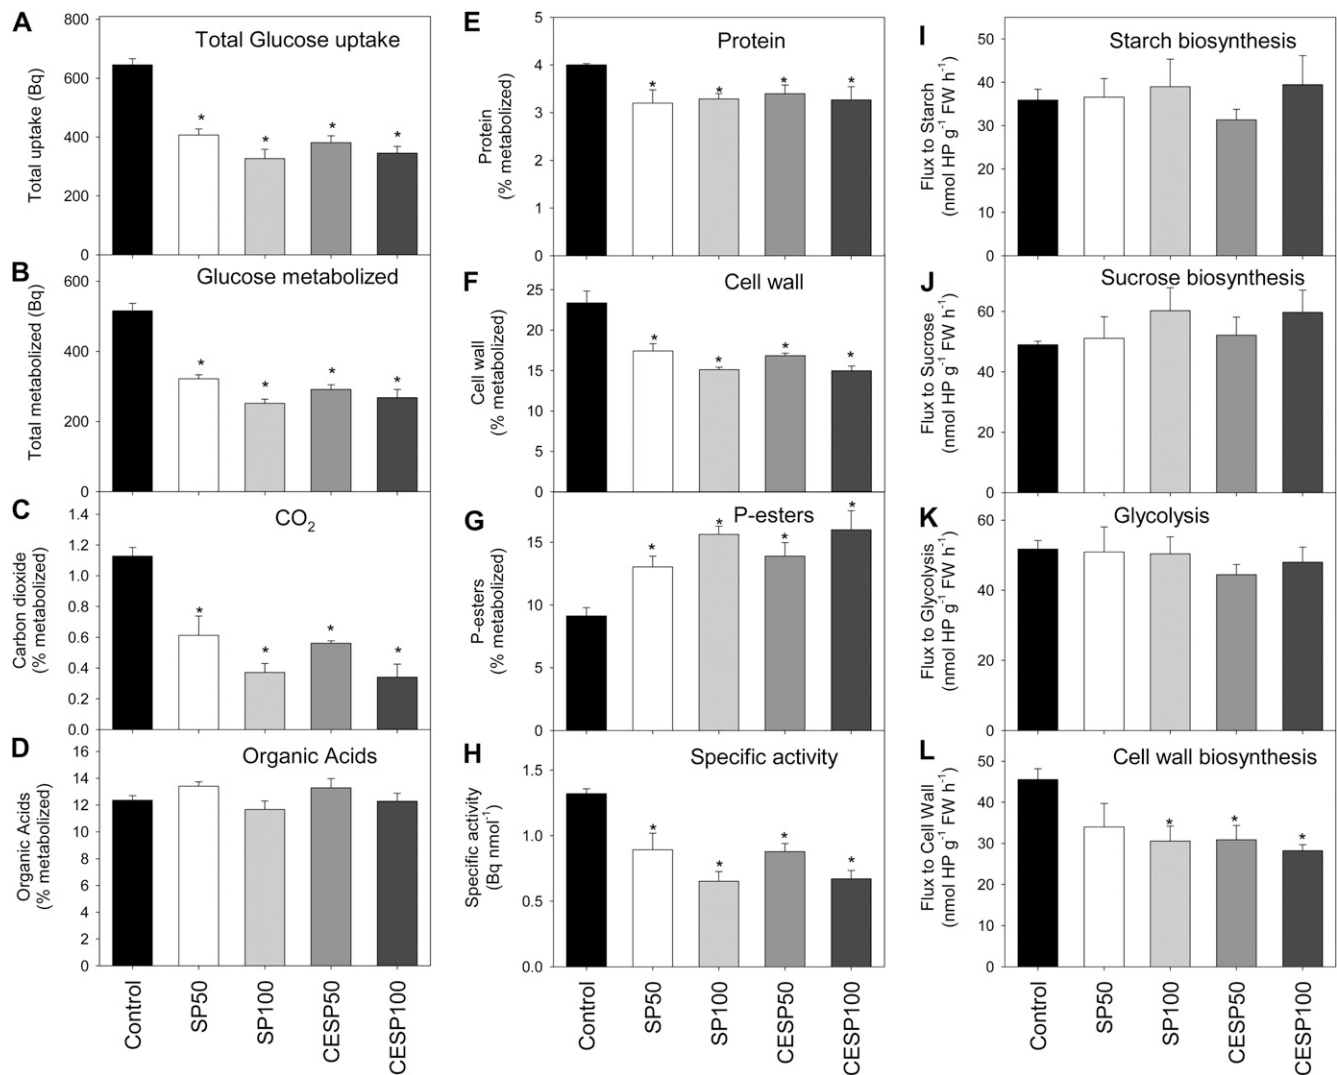 A
Total Glucose uptake
Total uptake (Bq)
800
600
400
200
0
*
*
*
*
B
Glucose metabolized
Total metabolized (Bq)
600
400
200
0
*
*
*
*
C
CO2
Carbon dioxide
(% metabolized)
1.4
1.2
1.0
0.8
0.6
0.4
0.2
0.0
*
*
*
*
D
Organic Acids
Organic Acids
(% metabolized)
16
14
12
10
8
6
4
2
0
Control
SP50
SP100
CESP50
CESP100
E
Protein
Protein
(% metabolized)
5
4
3
2
1
0
*
*
*
*
F
Cell wall
Cell wall
(% metabolized)
25
20
15
10
5
0
*
*
*
*
G
P-esters
P-esters
(% metabolized)
15
10
5
0
*
*
*
*
H
Specific activity
Specific activity
(Bq nmol-1)
1.5
1.0
0.5
0.0
*
*
*
*
Control
SP50
SP100
CESP50
CESP100
I
Starch biosynthesis
Flux to Starch
(nmol HP g-1 FW h-1)
50
40
30
20
10
0
J
Sucrose biosynthesis
Flux to Sucrose
(nmol HP g-1 FW h-1)
60
40
20
0
K
Glycolysis
Flux to Glycolysis
(nmol HP g-1 FW h-1)
60
40
20
0
L
Cell wall biosynthesis
Flux to Cell Wall
(nmol HP g-1 FW h-1)
50
40
30
20
10
0
*
*
*
Control
SP50
SP100
CESP50
CESP100